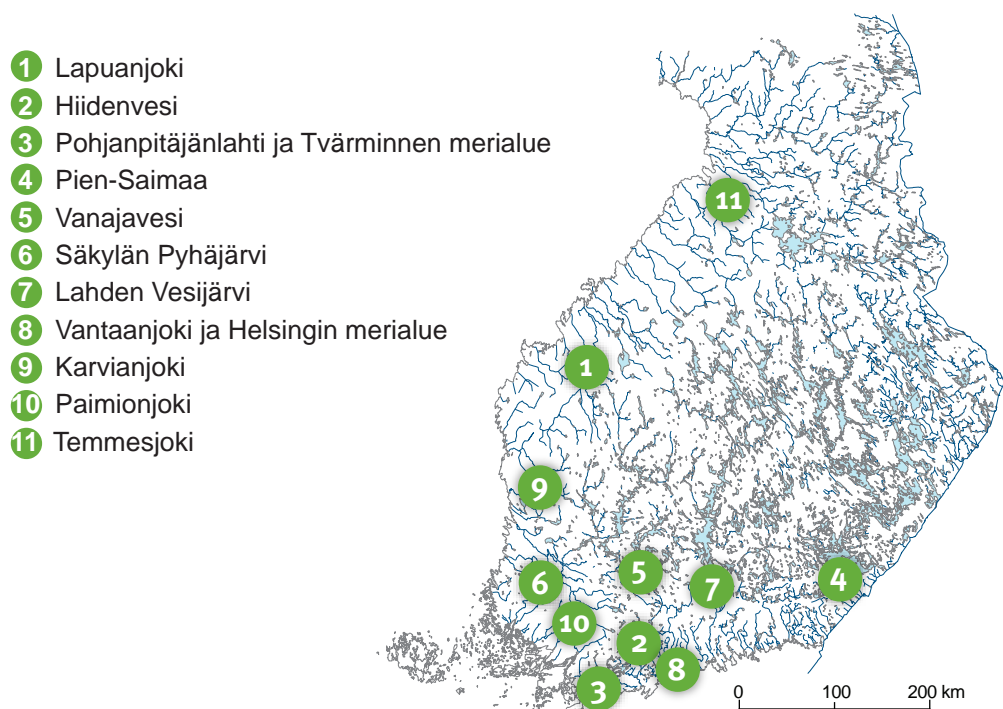 1 Lapuanjoki
2 Hiidenvesi
3 Pohjanpitäjänlahti ja Tvärminnen merialue
4 Pien-Saimaa
5 Vanajavesi
6 Säkylän Pyhäjärvi
7 Lahden Vesijärvi
8 Vantaanjoki ja Helsingin merialue
9 Karvianjoki
10 Paimionjoki
11 Temmesjoki
11
1
9
5
4
6
7
10
2
8
3
0 100 200 km